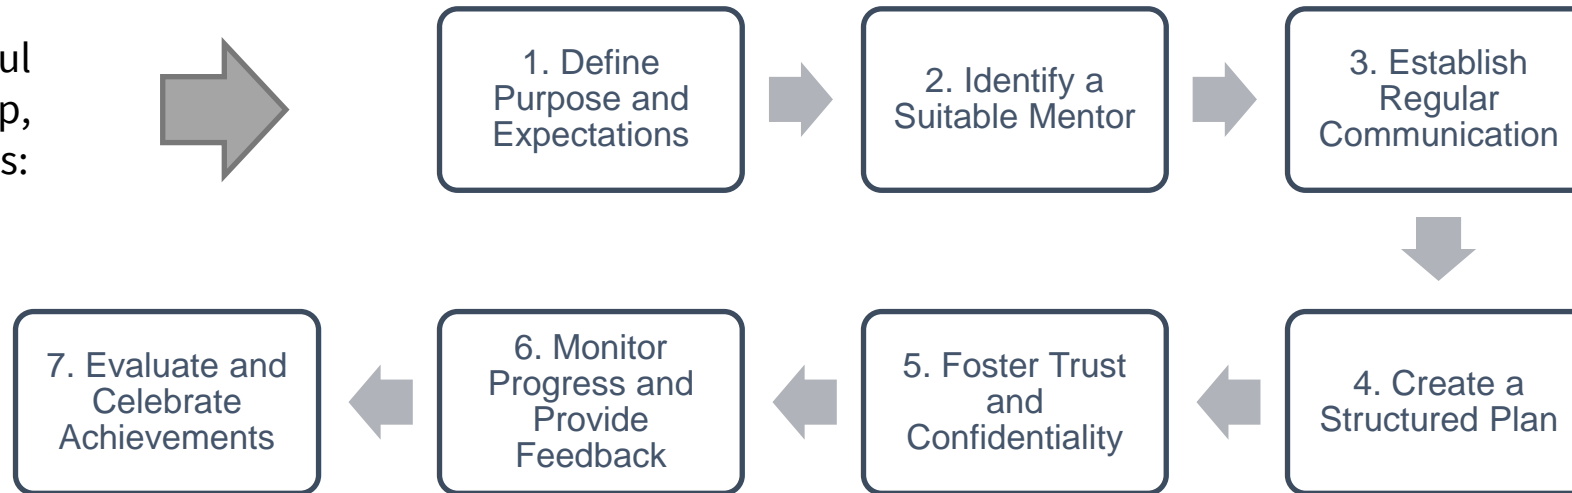 ul
p,
s:
1. Define
Purpose and
Expectations
2. Identify a
Suitable Mentor
3. Establish
Regular
Communication
4. Create a
Structured Plan
5. Foster Trust
and
Confidentiality
6. Monitor
Progress and
Provide
Feedback
7. Evaluate and
Celebrate
Achievements